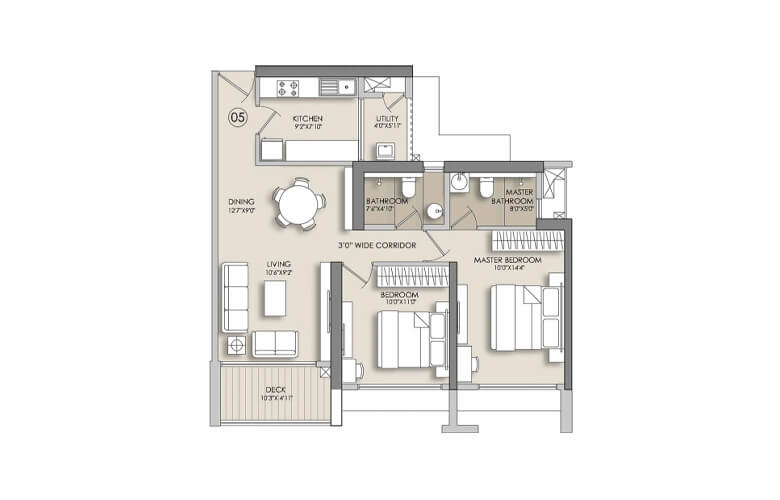 05
KITCHEN
9'2"X7'10"
UTILITY
4'0"X5'11"
DINING
12'7"X9'0"
BATHROOM
7'6"X4'10"
MASTER
BATHROOM
8'0"X5'0"
3'0" WIDE CORRIDOR
LIVING
10'6"X9'2"
MASTER BEDROOM
10'0"X14'4"
BEDROOM
10'0"X11'0"
DECK
10'3"X 4'11"